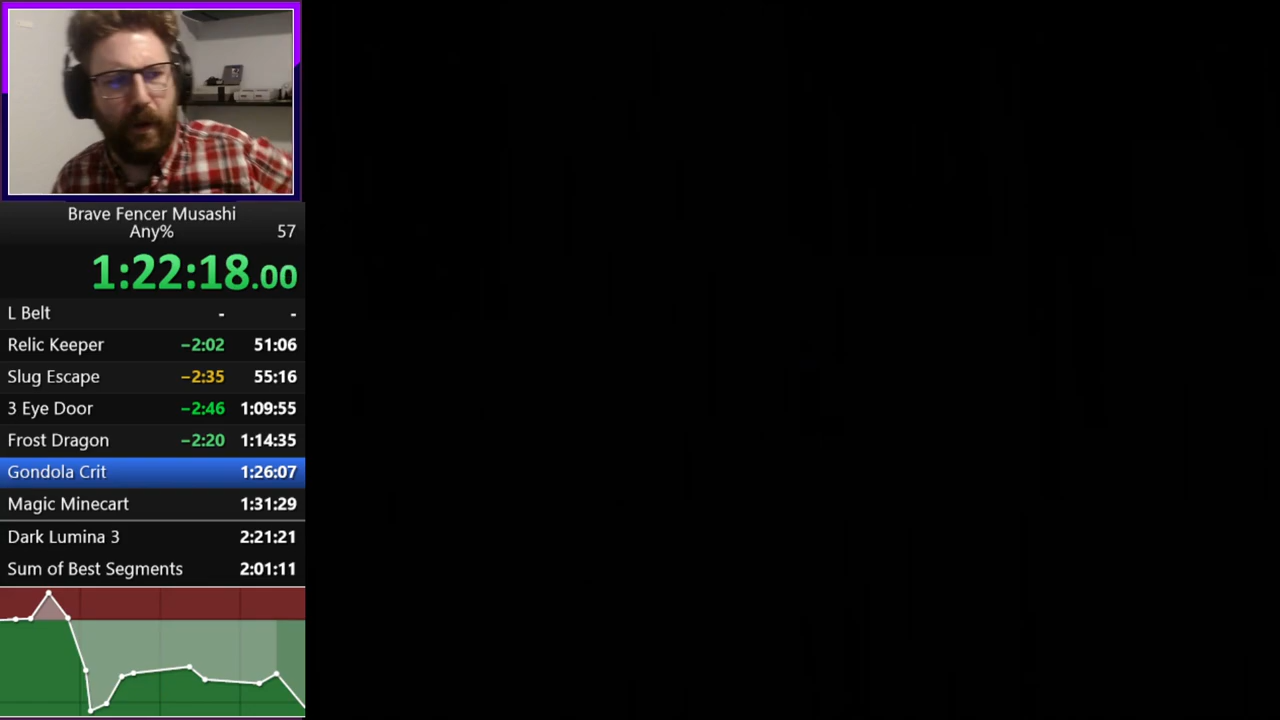 Brave Fencer Musashi
Any% 57
1:22:18.00
L Belt - -
Relic Keeper -2:02 51:06
Slug Escape -2:35 55:16
3 Eye Door -2:46 1:09:55
Frost Dragon -2:20 1:14:35
Gondola Crit 1:26:07
Magic Minecart 1:31:29
Dark Lumina 3 2:21:21
Sum of Best Segments 2:01:11